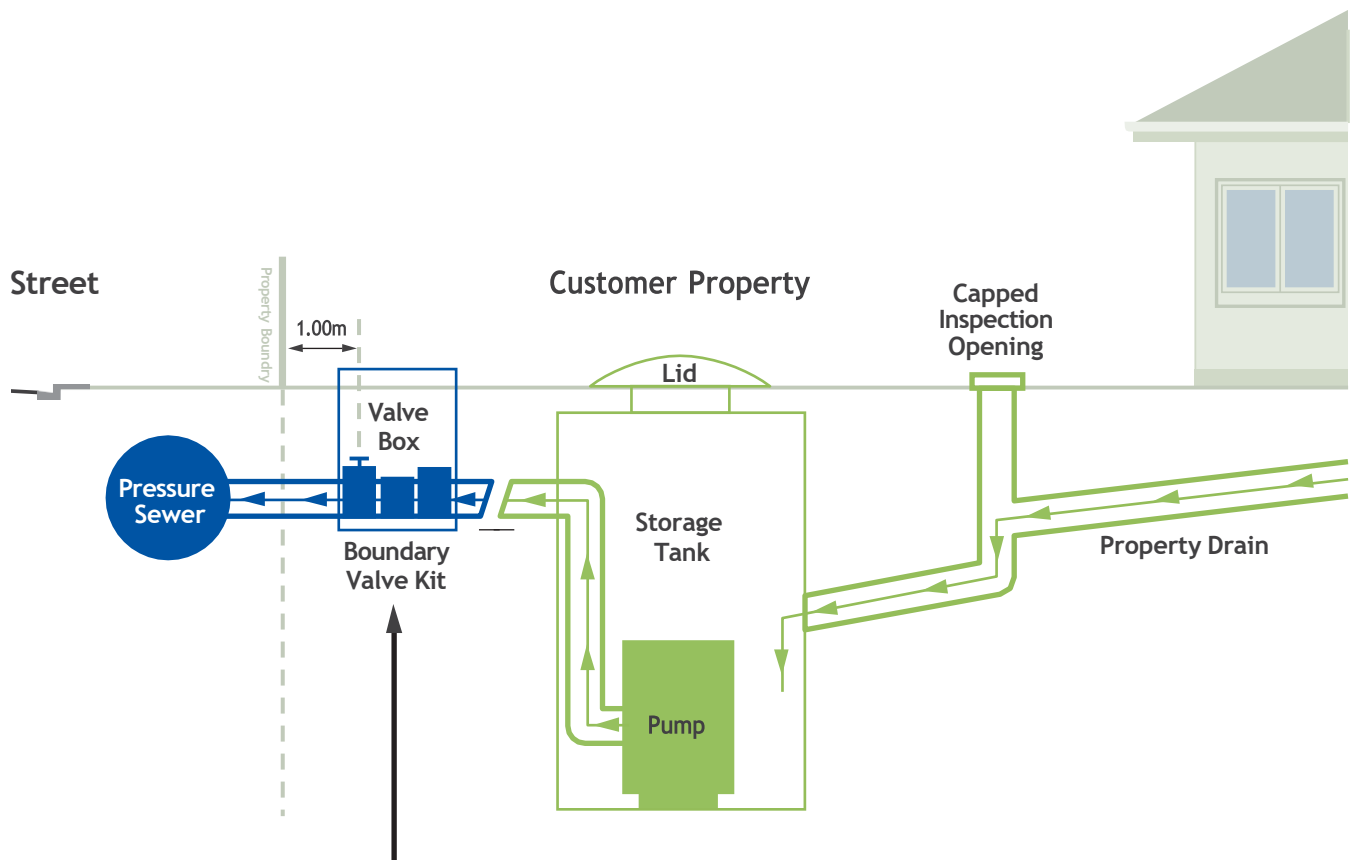 Street
Property Boundry
1.00m
Customer Property
Capped
Inspection
Opening
Lid
Valve
Box
Pressure
Sewer
Storage
Tank
Boundary
Valve Kit
Property Drain
Pump